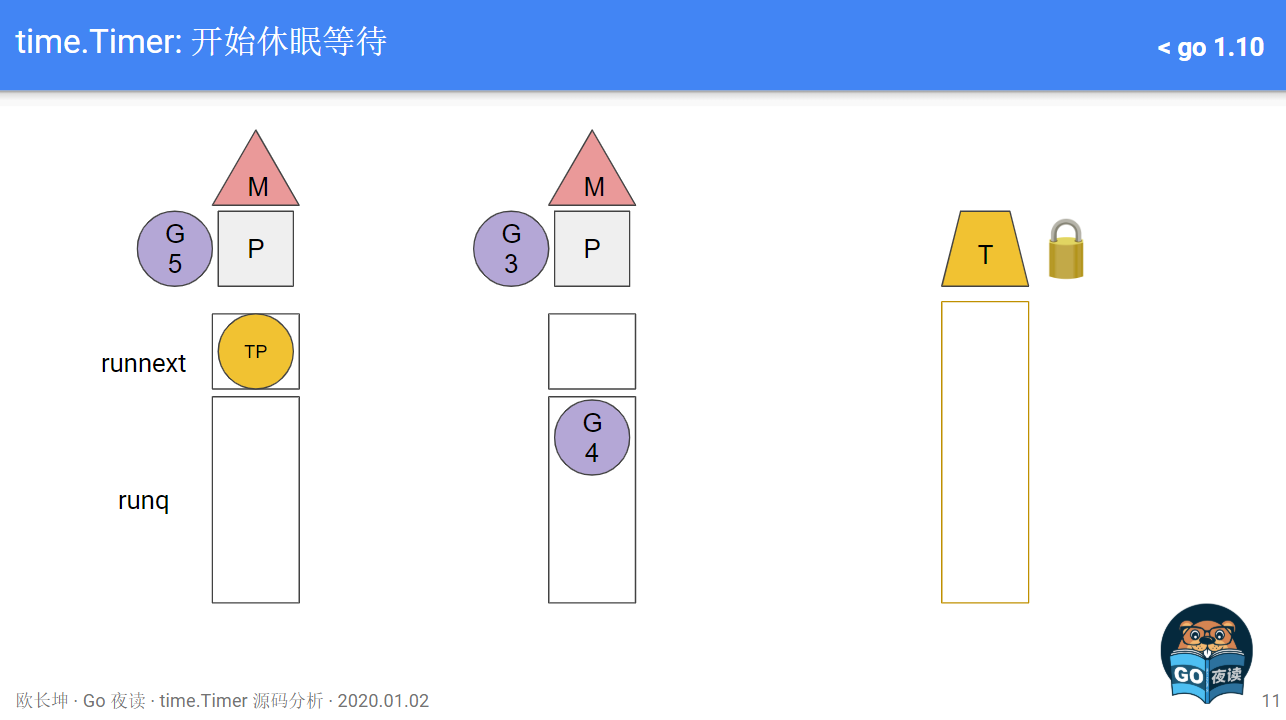 time.Timer: 开始休眠等待
< go 1.10
M
M
G
5
P
G
3
P
T
TP
runnext
G
4
runq
GO 夜读
欧长坤 · Go 夜读 · time.Timer 源码分析 · 2020.01.02
11